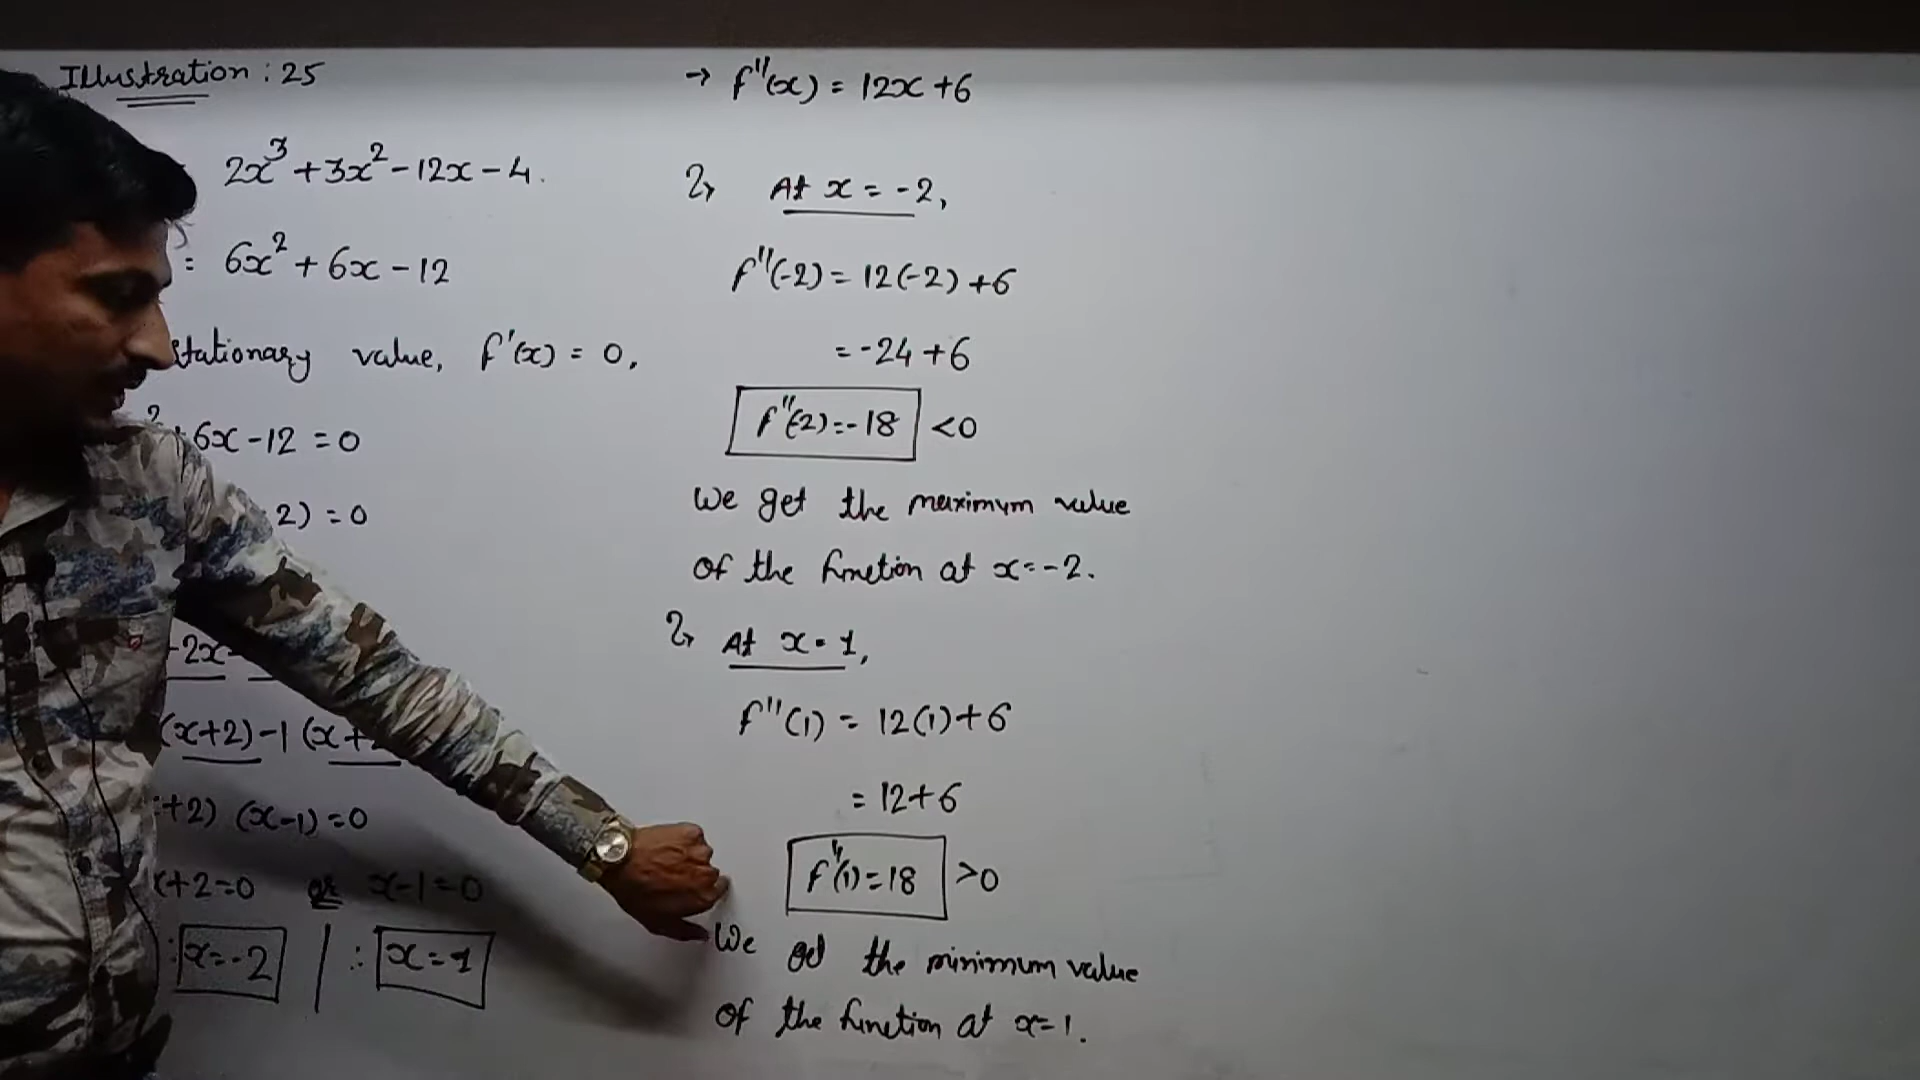 Illustration : 25
2x³ + 3x² - 12x - 4.
= 6x² + 6x - 12
stationary value, f'(x) = 0,
² + 6x - 12 = 0
2) = 0
-2x-
(x+2) - 1 (x+2
+2) (x-1) = 0
x+2=0 or x-1=0
∴ x=-2 | ∴ x=1
→ f''(x) = 12x + 6
At x = -2,
f''(-2) = 12(-2) + 6
= -24 + 6
f''(-2) = -18 < 0
We get the maximum value
of the function at x=-2.
At x = 1,
f''(1) = 12(1) + 6
= 12 + 6
f''(1) = 18 > 0
We get the minimum value
of the function at x=1.